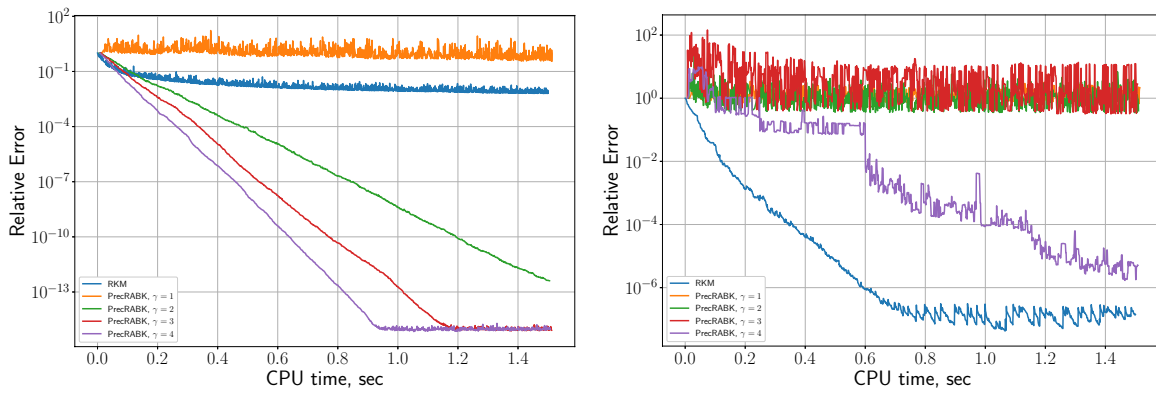 10^2
10^{-1}
10^{-4}
10^{-7}
10^{-10}
10^{-13}
Relative Error
RKM
PrecRABK, γ = 1
PrecRABK, γ = 2
PrecRABK, γ = 3
PrecRABK, γ = 4
0.0 0.2 0.4 0.6 0.8 1.0 1.2 1.4
CPU time, sec
10^2
10^0
10^{-2}
10^{-4}
10^{-6}
Relative Error
RKM
PrecRABK, γ = 1
PrecRABK, γ = 2
PrecRABK, γ = 3
PrecRABK, γ = 4
0.0 0.2 0.4 0.6 0.8 1.0 1.2 1.4
CPU time, sec